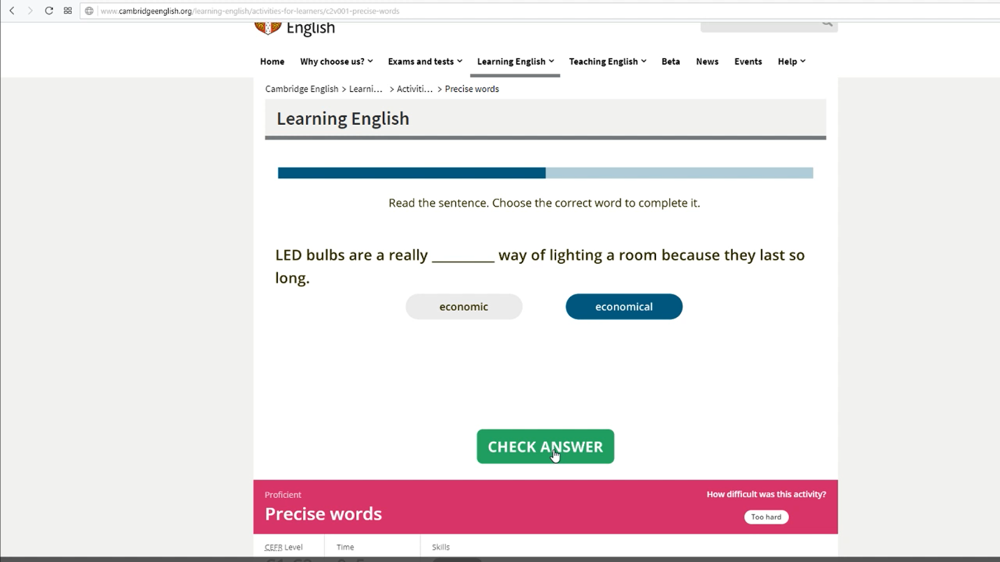 www.cambridgeenglish.org/learning-english/activities-for-learners/c2v001-precise-words
English
Home Why choose us? Exams and tests Learning English Teaching English Beta News Events Help
Cambridge English > Learni... > Activiti... > Precise words
Learning English
Read the sentence. Choose the correct word to complete it.
LED bulbs are a really _________ way of lighting a room because they last so
long.
economic economical
CHECK ANSWER
Proficient How difficult was this activity?
Precise words
Too hard
CEFR Level Time Skills